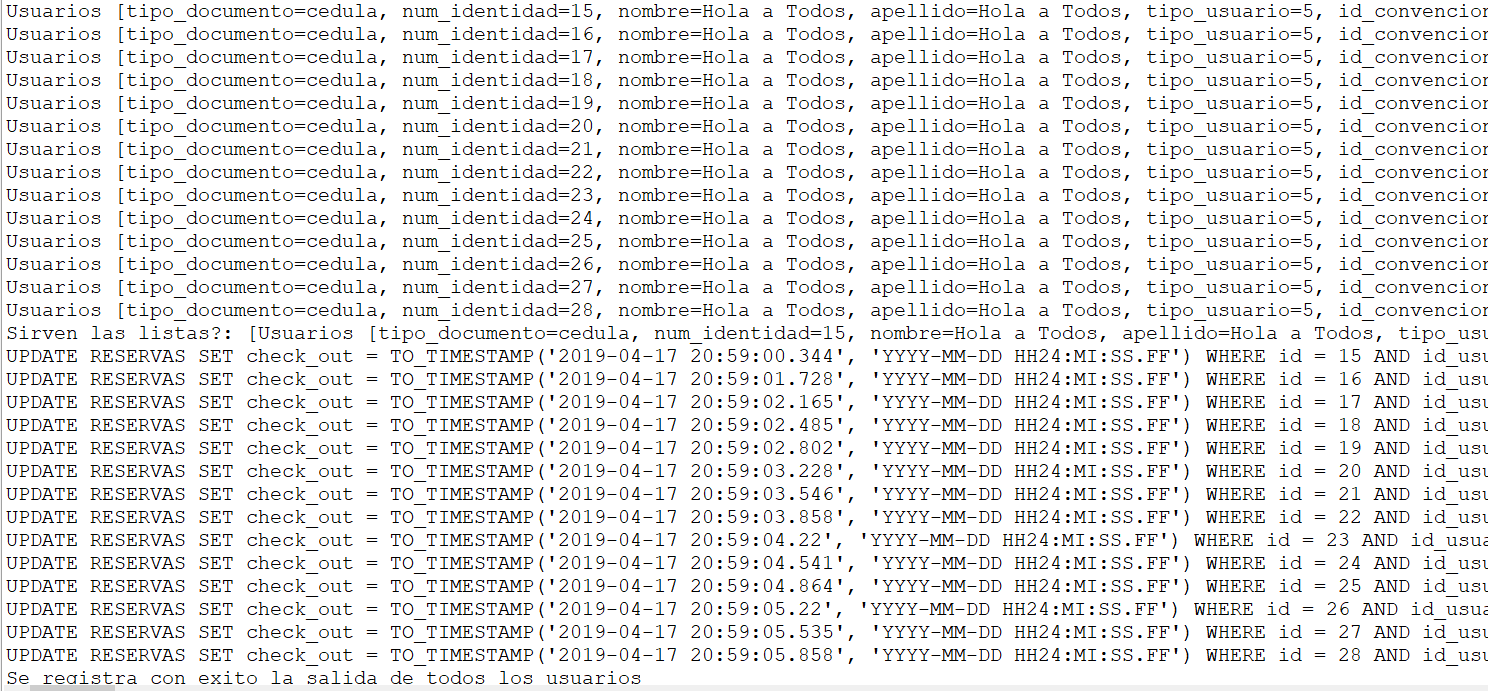 Usuarios [tipo_documento=cedula, num_identidad=15, nombre=Hola a Todos, apellido=Hola a Todos, tipo_usuario=5, id_convencion
Usuarios [tipo_documento=cedula, num_identidad=16, nombre=Hola a Todos, apellido=Hola a Todos, tipo_usuario=5, id_convencion
Usuarios [tipo_documento=cedula, num_identidad=17, nombre=Hola a Todos, apellido=Hola a Todos, tipo_usuario=5, id_convencion
Usuarios [tipo_documento=cedula, num_identidad=18, nombre=Hola a Todos, apellido=Hola a Todos, tipo_usuario=5, id_convencion
Usuarios [tipo_documento=cedula, num_identidad=19, nombre=Hola a Todos, apellido=Hola a Todos, tipo_usuario=5, id_convencion
Usuarios [tipo_documento=cedula, num_identidad=20, nombre=Hola a Todos, apellido=Hola a Todos, tipo_usuario=5, id_convencion
Usuarios [tipo_documento=cedula, num_identidad=21, nombre=Hola a Todos, apellido=Hola a Todos, tipo_usuario=5, id_convencion
Usuarios [tipo_documento=cedula, num_identidad=22, nombre=Hola a Todos, apellido=Hola a Todos, tipo_usuario=5, id_convencion
Usuarios [tipo_documento=cedula, num_identidad=23, nombre=Hola a Todos, apellido=Hola a Todos, tipo_usuario=5, id_convencion
Usuarios [tipo_documento=cedula, num_identidad=24, nombre=Hola a Todos, apellido=Hola a Todos, tipo_usuario=5, id_convencion
Usuarios [tipo_documento=cedula, num_identidad=25, nombre=Hola a Todos, apellido=Hola a Todos, tipo_usuario=5, id_convencion
Usuarios [tipo_documento=cedula, num_identidad=26, nombre=Hola a Todos, apellido=Hola a Todos, tipo_usuario=5, id_convencion
Usuarios [tipo_documento=cedula, num_identidad=27, nombre=Hola a Todos, apellido=Hola a Todos, tipo_usuario=5, id_convencion
Usuarios [tipo_documento=cedula, num_identidad=28, nombre=Hola a Todos, apellido=Hola a Todos, tipo_usuario=5, id_convencion
Sirven las listas?: [Usuarios [tipo_documento=cedula, num_identidad=15, nombre=Hola a Todos, apellido=Hola a Todos, tipo_usu
UPDATE RESERVAS SET check_out = TO_TIMESTAMP('2019-04-17 20:59:00.344', 'YYYY-MM-DD HH24:MI:SS.FF') WHERE id = 15 AND id_usu
UPDATE RESERVAS SET check_out = TO_TIMESTAMP('2019-04-17 20:59:01.728', 'YYYY-MM-DD HH24:MI:SS.FF') WHERE id = 16 AND id_usu
UPDATE RESERVAS SET check_out = TO_TIMESTAMP('2019-04-17 20:59:02.165', 'YYYY-MM-DD HH24:MI:SS.FF') WHERE id = 17 AND id_usu
UPDATE RESERVAS SET check_out = TO_TIMESTAMP('2019-04-17 20:59:02.485', 'YYYY-MM-DD HH24:MI:SS.FF') WHERE id = 18 AND id_usu
UPDATE RESERVAS SET check_out = TO_TIMESTAMP('2019-04-17 20:59:02.802', 'YYYY-MM-DD HH24:MI:SS.FF') WHERE id = 19 AND id_usu
UPDATE RESERVAS SET check_out = TO_TIMESTAMP('2019-04-17 20:59:03.228', 'YYYY-MM-DD HH24:MI:SS.FF') WHERE id = 20 AND id_usu
UPDATE RESERVAS SET check_out = TO_TIMESTAMP('2019-04-17 20:59:03.546', 'YYYY-MM-DD HH24:MI:SS.FF') WHERE id = 21 AND id_usu
UPDATE RESERVAS SET check_out = TO_TIMESTAMP('2019-04-17 20:59:03.858', 'YYYY-MM-DD HH24:MI:SS.FF') WHERE id = 22 AND id_usu
UPDATE RESERVAS SET check_out = TO_TIMESTAMP('2019-04-17 20:59:04.22', 'YYYY-MM-DD HH24:MI:SS.FF') WHERE id = 23 AND id_usua
UPDATE RESERVAS SET check_out = TO_TIMESTAMP('2019-04-17 20:59:04.541', 'YYYY-MM-DD HH24:MI:SS.FF') WHERE id = 24 AND id_usu
UPDATE RESERVAS SET check_out = TO_TIMESTAMP('2019-04-17 20:59:04.864', 'YYYY-MM-DD HH24:MI:SS.FF') WHERE id = 25 AND id_usu
UPDATE RESERVAS SET check_out = TO_TIMESTAMP('2019-04-17 20:59:05.22', 'YYYY-MM-DD HH24:MI:SS.FF') WHERE id = 26 AND id_usua
UPDATE RESERVAS SET check_out = TO_TIMESTAMP('2019-04-17 20:59:05.535', 'YYYY-MM-DD HH24:MI:SS.FF') WHERE id = 27 AND id_usu
UPDATE RESERVAS SET check_out = TO_TIMESTAMP('2019-04-17 20:59:05.858', 'YYYY-MM-DD HH24:MI:SS.FF') WHERE id = 28 AND id_usu
Se registra con exito la salida de todos los usuarios